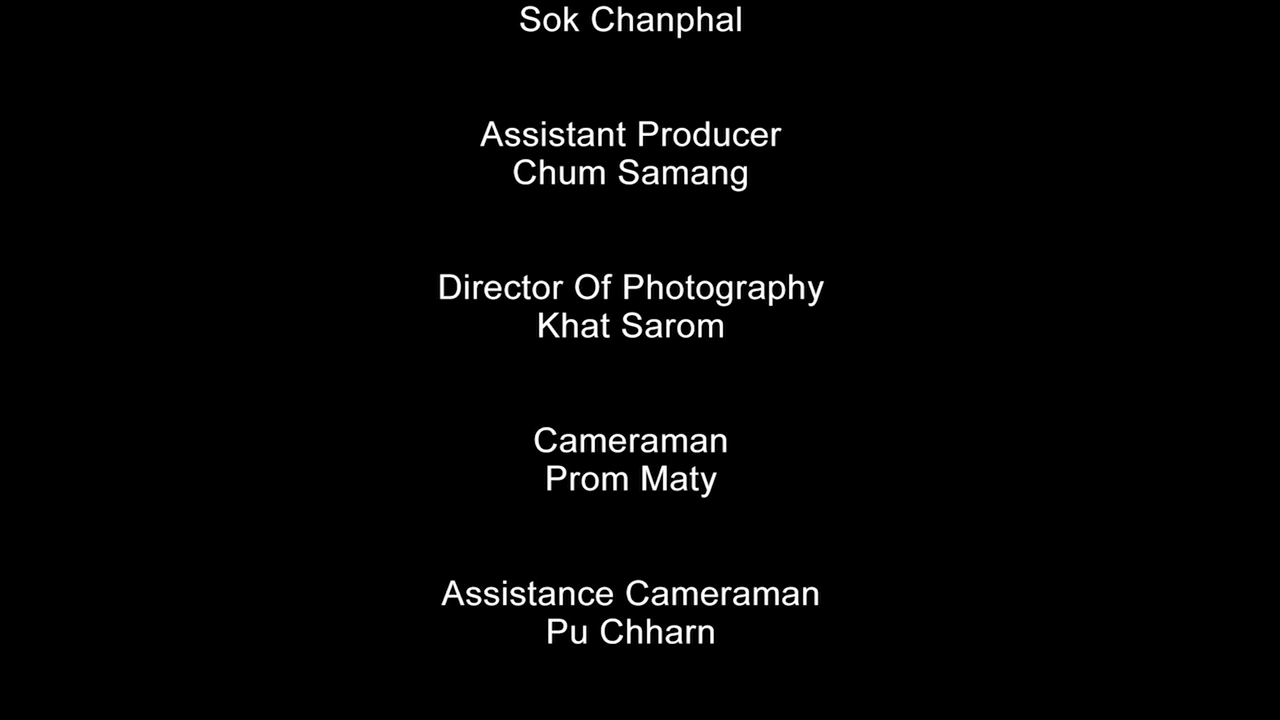 Sok Chanphal
Assistant Producer
Chum Samang
Director Of Photography
Khat Sarom
Cameraman
Prom Maty
Assistance Cameraman
Pu Chharn